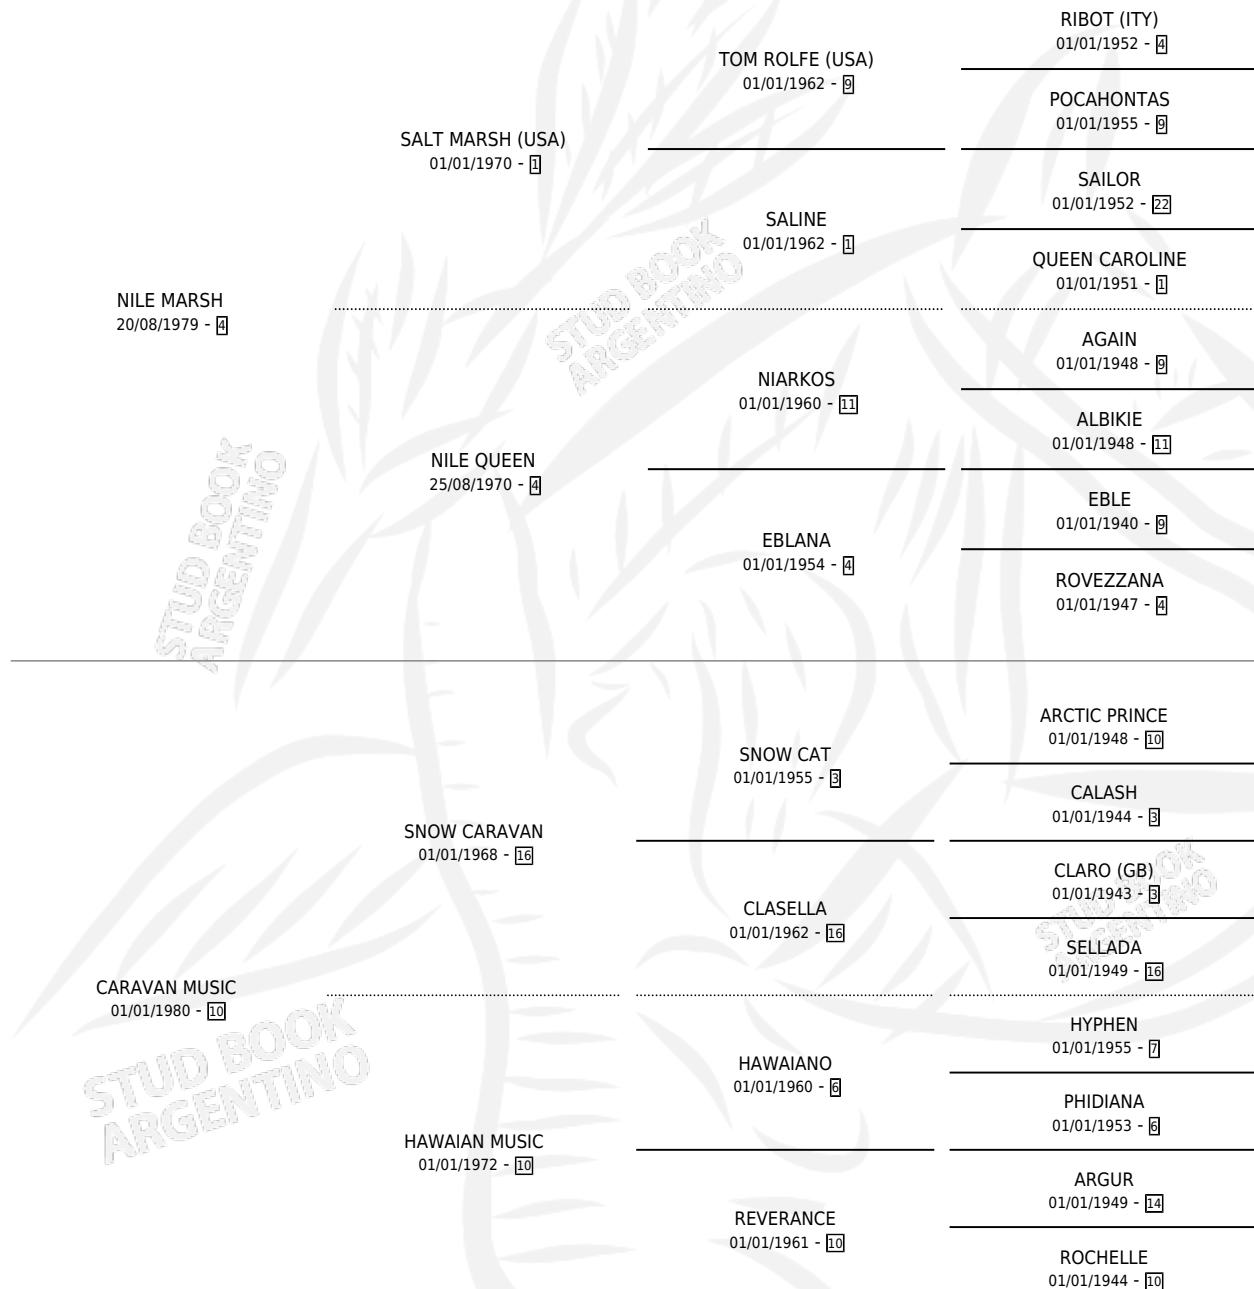 RIBOT (ITY)
01/01/1952 - 4
TOM ROLFE (USA)
01/01/1962 - 9
POCAHONTAS
01/01/1955 - 9
SALT MARSH (USA)
01/01/1970 - 1
SAILOR
01/01/1952 - 22
SALINE
01/01/1962 - 1
QUEEN CAROLINE
01/01/1951 - 1
NILE MARSH
20/08/1979 - 4
AGAIN
01/01/1948 - 9
NIARKOS
01/01/1960 - 11
ALBIKIE
01/01/1948 - 11
NILE QUEEN
25/08/1970 - 4
EBLE
01/01/1940 - 9
EBLANA
01/01/1954 - 4
ROVEZZANA
01/01/1947 - 4
ARCTIC PRINCE
01/01/1948 - 10
SNOW CAT
01/01/1955 - 3
CALASH
01/01/1944 - 3
SNOW CARAVAN
01/01/1968 - 16
CLARO (GB)
01/01/1943 - 3
CLASELLA
01/01/1962 - 16
SELLADA
01/01/1949 - 16
CARAVAN MUSIC
01/01/1980 - 10
HYPHEN
01/01/1955 - 7
HAWAIANO
01/01/1960 - 6
PHIDIANA
01/01/1953 - 6
HAWAIAN MUSIC
01/01/1972 - 10
ARGUR
01/01/1949 - 14
REVERANCE
01/01/1961 - 10
ROCHELLE
01/01/1944 - 10
STUD BOOK
ARGENTINO
STUD BOOK
ARGENTINO
STUD BOOK
ARGENTINO
STUD BOOK
ARGENTINO